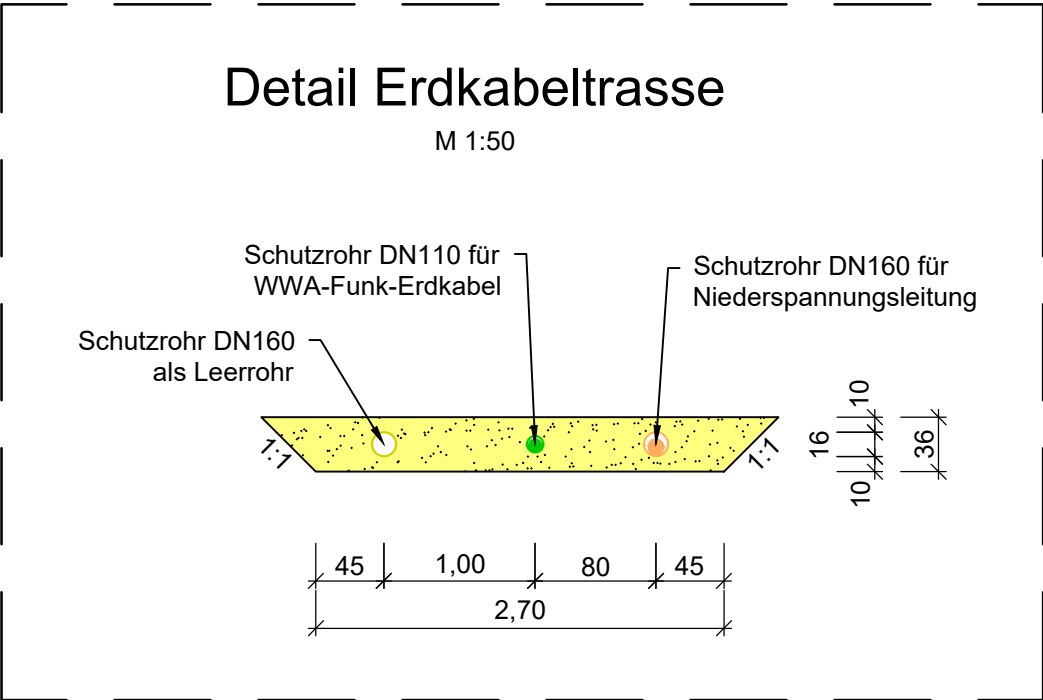 Detail Erdkabeltrasse
M 1:50
Schutzrohr DN110 für
WWA-Funk-Erdkabel
Schutzrohr DN160 für
Niederspannungsleitung
Schutzrohr DN160
als Leerrohr
1:1
1:1
10
16
10
36
45
1,00
80
45
2,70